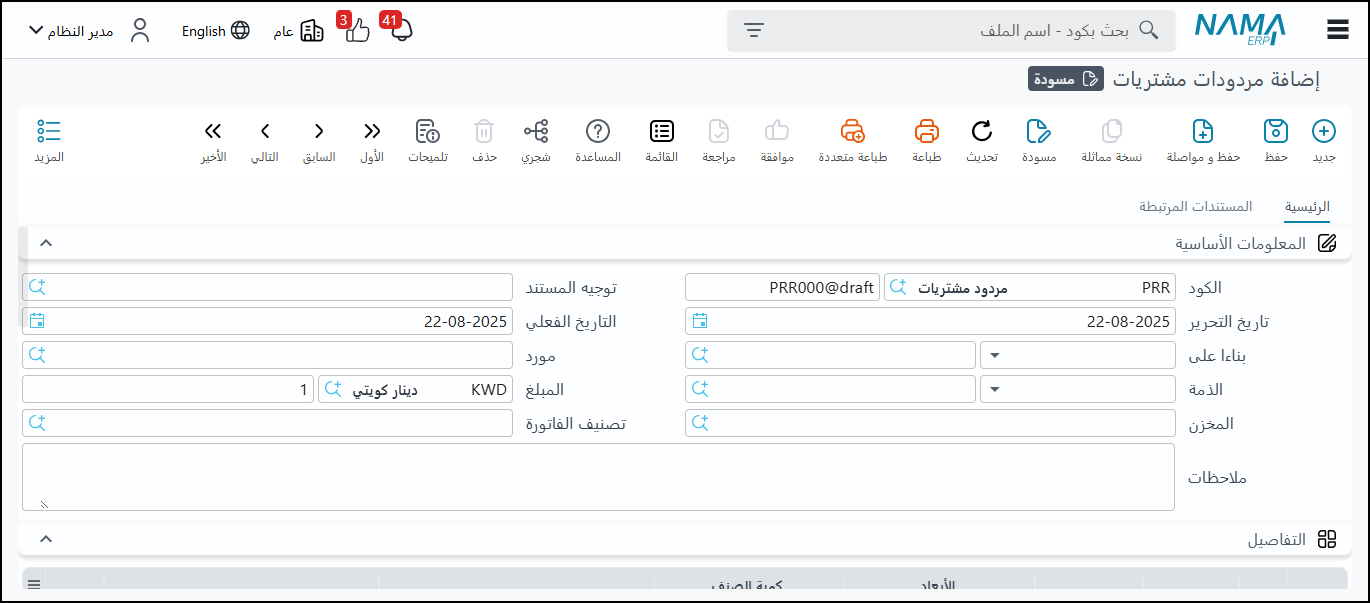 NAMA ERP بحث بكود - اسم الملف 41 3 عام English مدير النظام
إضافة مردودات مشتريات مسودة
جديد حفظ حفظ و مواصلة نسخة مماثلة مسودة تحديث طباعة طباعة متعددة موافقة مراجعة القائمة المساعدة شجري حذف تلميحات الأول السابق التالي الأخير المزيد
الرئيسية المستندات المرتبطة
المعلومات الأساسية
الكود PRR مردود مشتريات PRR000@draft توجيه المستند
تاريخ التحرير 22-08-2025 التاريخ الفعلي 22-08-2025
بناءا على مورد
الذمة المبلغ KWD دينار كويتي 1
المخزن تصنيف الفاتورة
ملاحظات
التفاصيل
الأبعاد كمية الصنف